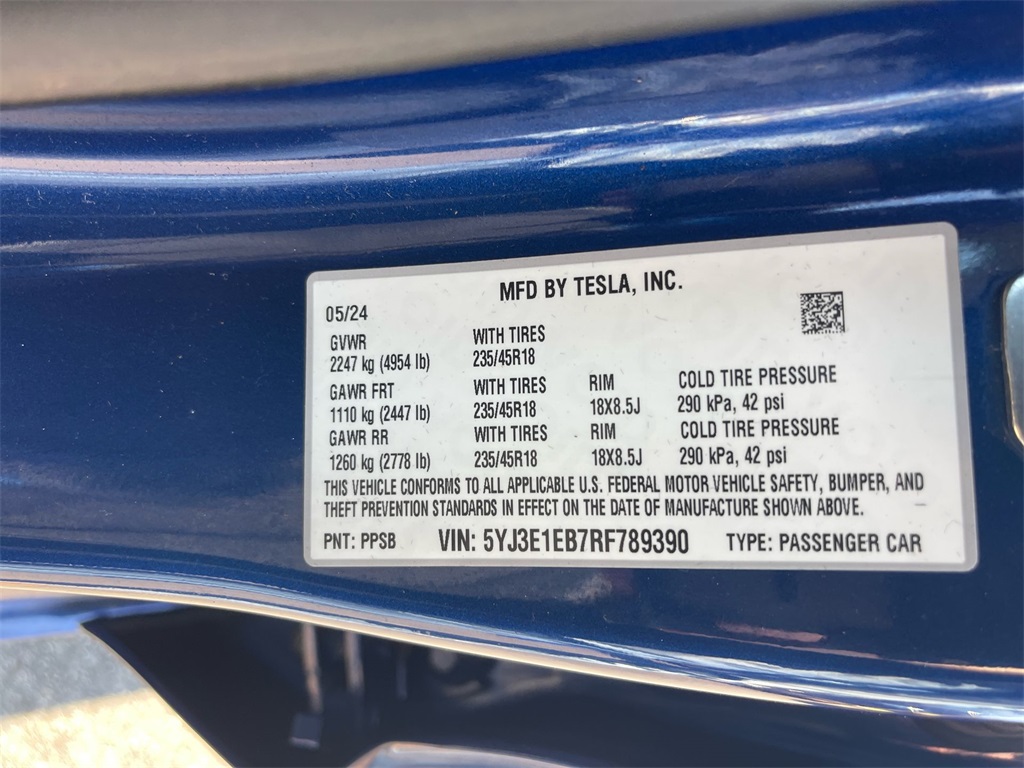 MFD BY TESLA, INC.
05/24
GVWR WITH TIRES
2247 kg (4954 lb) 235/45R18
GAWR FRT WITH TIRES RIM COLD TIRE PRESSURE
1110 kg (2447 lb) 235/45R18 18X8.5J 290 kPa, 42 psi
GAWR RR WITH TIRES RIM COLD TIRE PRESSURE
1260 kg (2778 lb) 235/45R18 18X8.5J 290 kPa, 42 psi
THIS VEHICLE CONFORMS TO ALL APPLICABLE U.S. FEDERAL MOTOR VEHICLE SAFETY, BUMPER, AND
THEFT PREVENTION STANDARDS IN EFFECT ON THE DATE OF MANUFACTURE SHOWN ABOVE.
PNT: PPSB VIN: 5YJ3E1EB7RF789390 TYPE: PASSENGER CAR